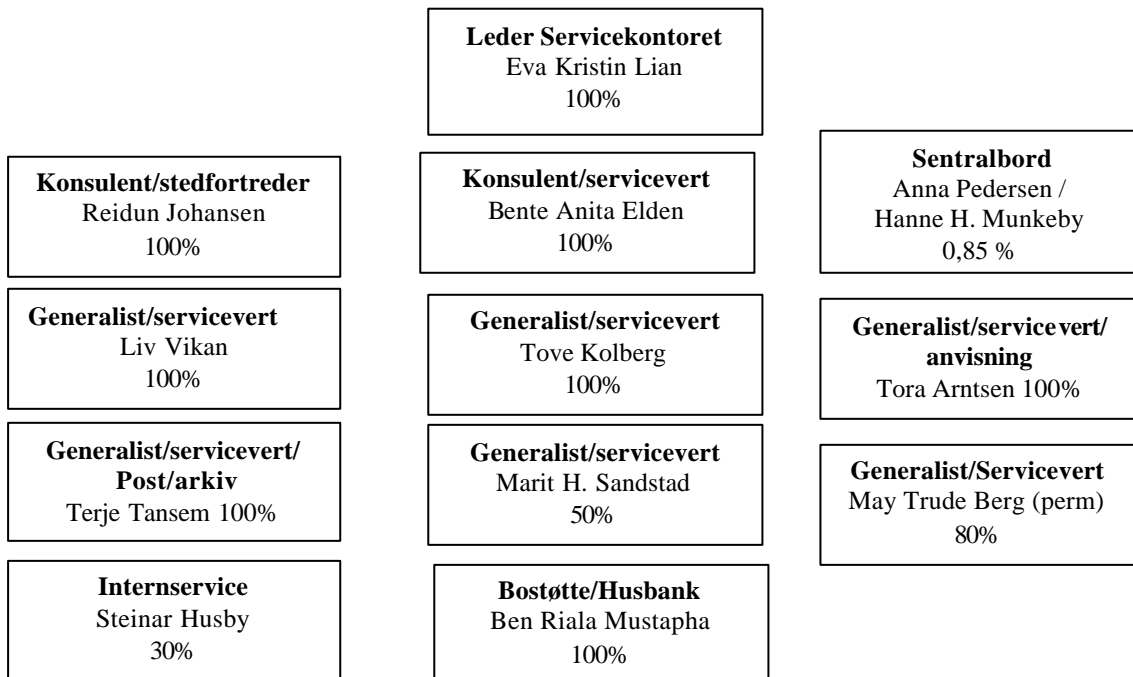 Leder Servicekontoret
Eva Kristin Lian
100%
Konsulent/stedfortreder
Reidun Johansen
100%
Konsulent/servicevert
Bente Anita Elden
100%
Sentralbord
Anna Pedersen /
Hanne H. Munkeby
0,85 %
Generalist/servicevert
Liv Vikan
100%
Generalist/servicevert
Tove Kolberg
100%
Generalist/servicevert/
anvisning
Tora Arntsen 100%
Generalist/servicevert/
Post/arkiv
Terje Tansem 100%
Generalist/servicevert
Marit H. Sandstad
50%
Generalist/Servicevert
May Trude Berg (perm)
80%
Internservice
Steinar Husby
30%
Bostøtte/Husbank
Ben Riala Mustapha
100%